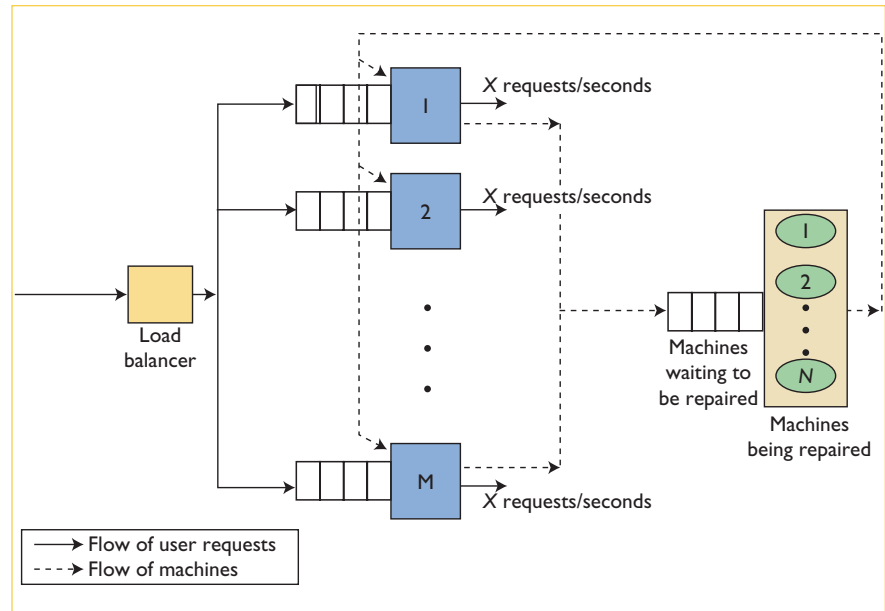 1
X requests/seconds
2
X requests/seconds
Load
balancer
M
X requests/seconds
Machines
waiting to
be repaired
1
2
N
Machines
being repaired
Flow of user requests
Flow of machines